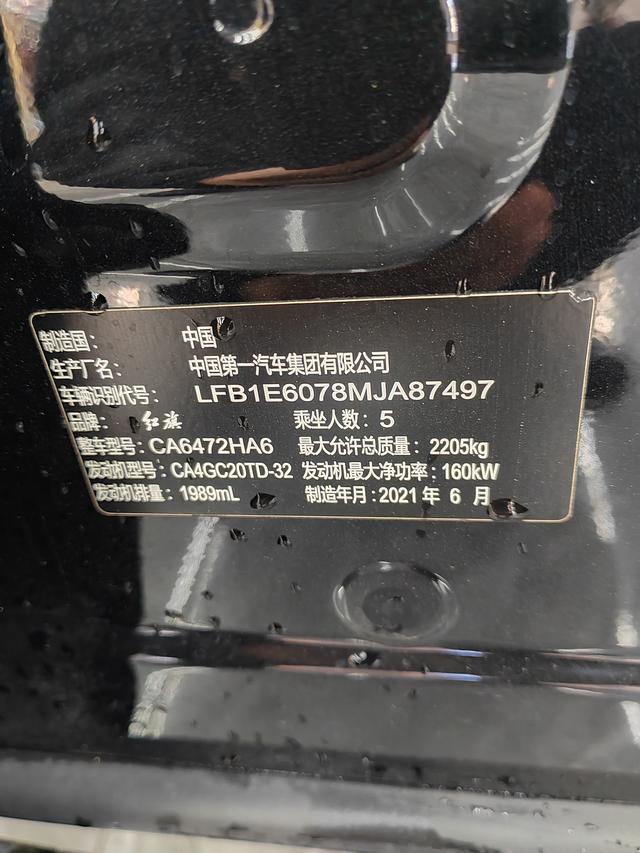 制造国： 中国
生产厂名： 中国第一汽车集团有限公司
车辆识别代号： LFB1E6078MJA87497
品牌： 红旗 乘坐人数： 5
整车型号： CA6472HA6 最大允许总质量： 2205kg
发动机型号： CA4GC20TD-32 发动机最大净功率： 160kW
发动机排量： 1989mL 制造年月： 2021 年 6 月